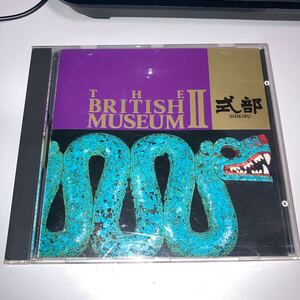 THE
BRITISH
MUSEUM II
式部
SHIKIBU